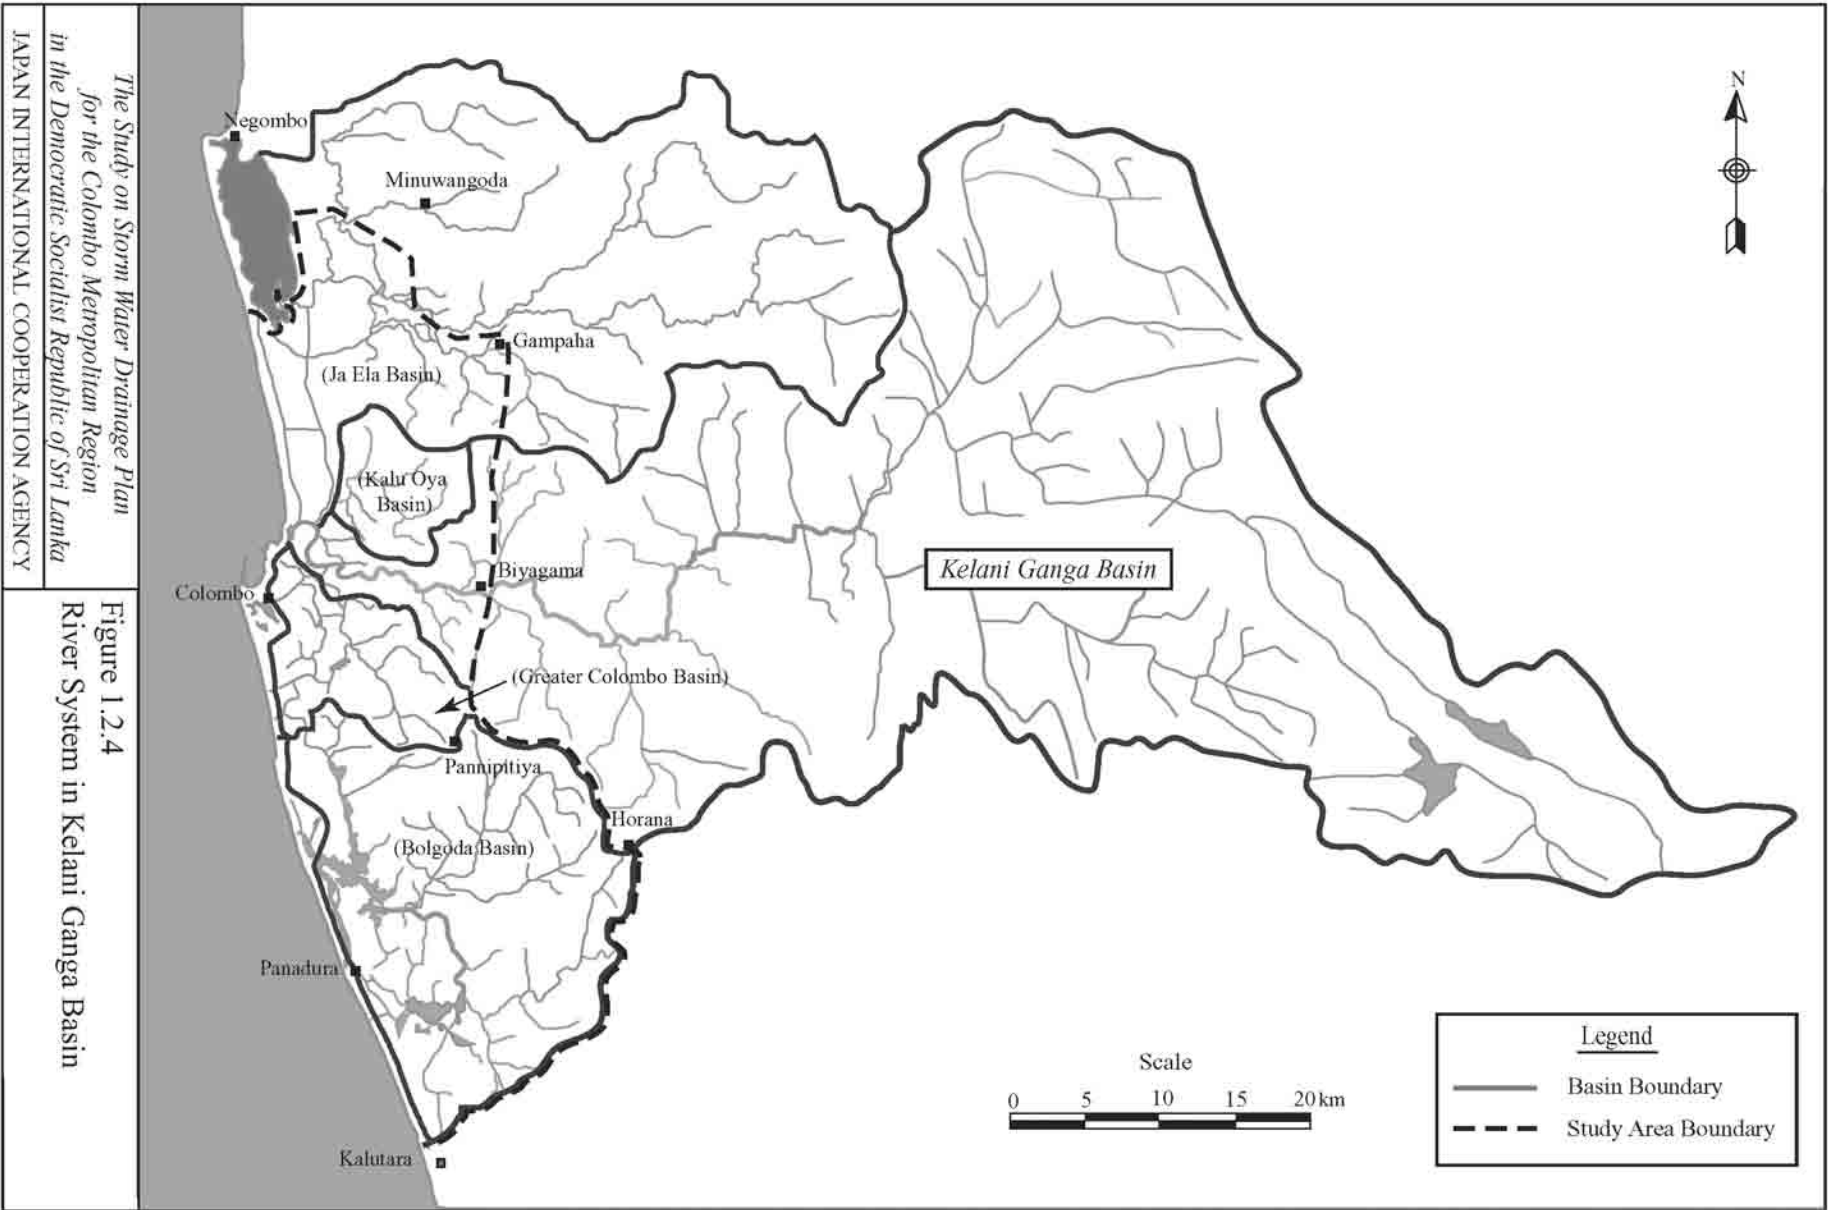 The Study on Storm Water Drainage Plan
for the Colombo Metropolitan Region
in the Democratic Socialist Republic of Sri Lanka
JAPAN INTERNATIONAL COOPERATION AGENCY
Figure 1.2.4
River System in Kelani Ganga Basin
N
Negombo
Minuwangoda
Gampaha
(Ja Ela Basin)
(Kalu Oya
Basin)
Biyagama
Kelani Ganga Basin
Colombo
(Greater Colombo Basin)
Pannipitiya
Horana
(Bolgoda Basin)
Panadura
Kalutara
Scale
0 5 10 15 20 km
Legend
Basin Boundary
Study Area Boundary